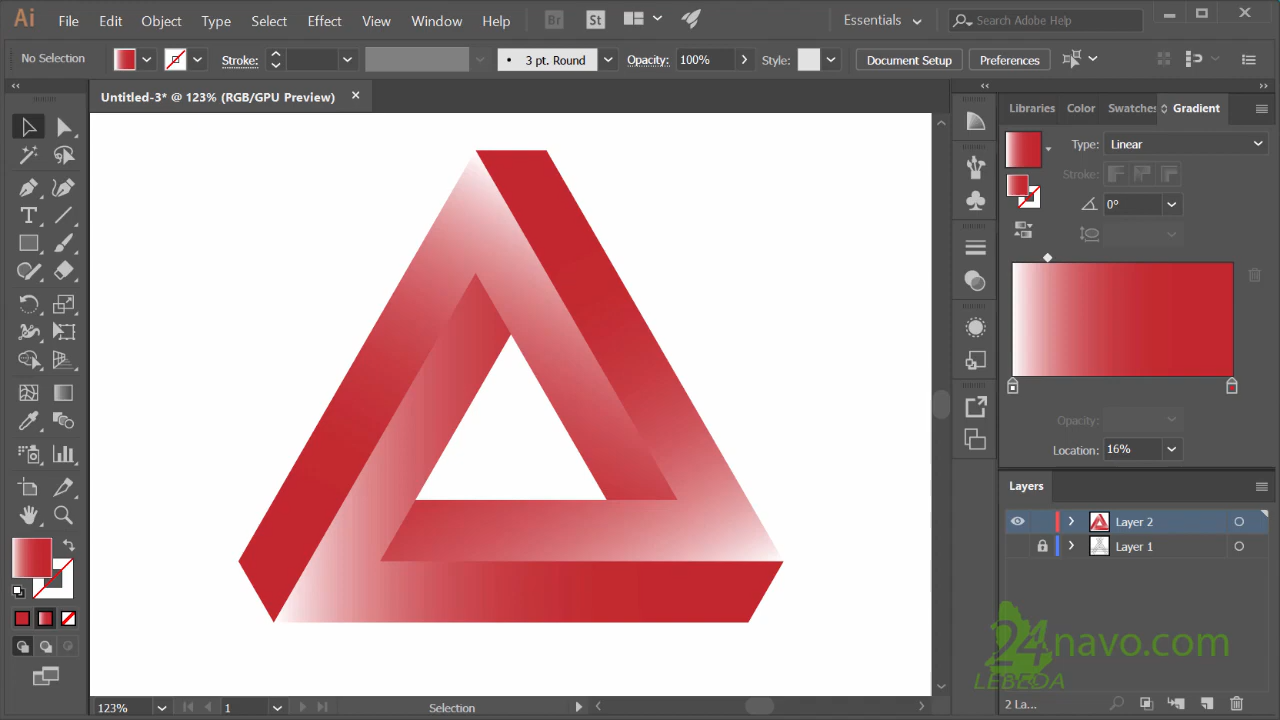 Ai File Edit Object Type Select Effect View Window Help Br St Essentials Search Adobe Help
No Selection Stroke: 3 pt. Round Opacity: 100% Style: Document Setup Preferences
Untitled-3* @ 123% (RGB/GPU Preview)
Libraries Color Swatches Gradient
Type: Linear
Stroke:
0°
Opacity:
Location: 16%
Layers
Layer 2
Layer 1
24navo.com
LEBEDA
123% 1 Selection 2 La...